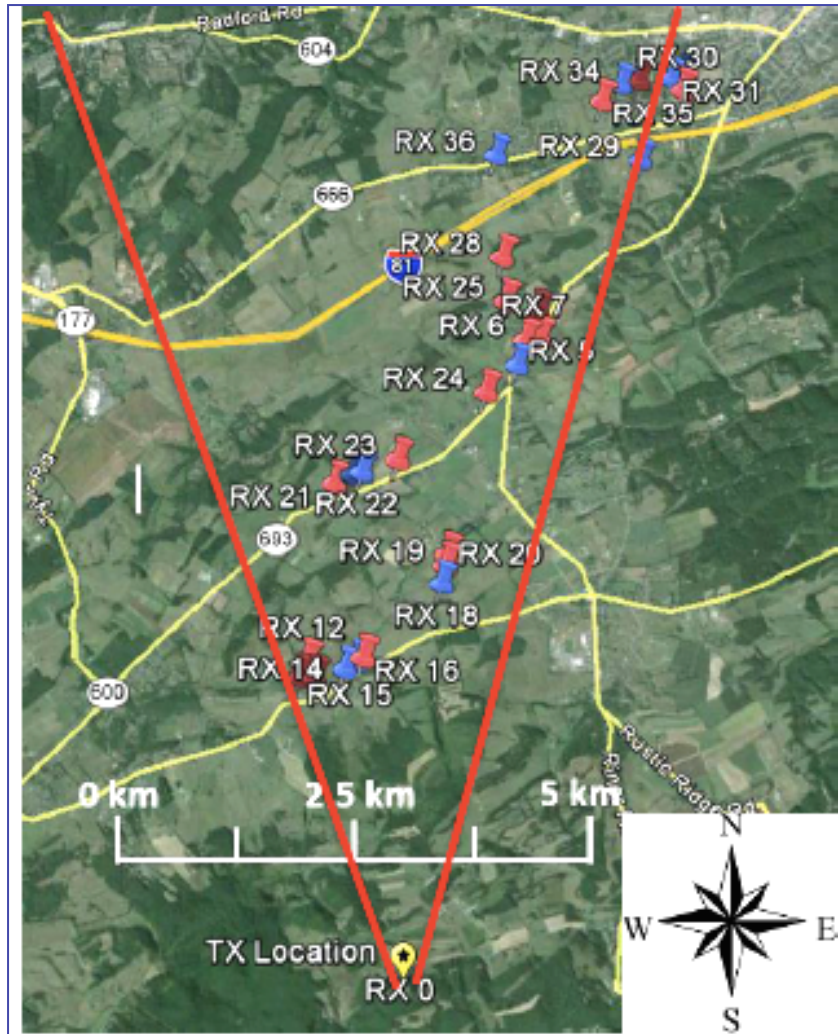 Radford Rd
604
RX 34
RX 30
RX 31
RX 35
RX 36
RX 29
666
RX 28
81
RX 25
RX 7
177
RX 6
RX 5
RX 24
RX 23
RX 21
RX 22
693
RX 19
RX 20
RX 18
RX 12
RX 14
RX 16
RX 15
600
Rustic Ridge Rd
0 km
2.5 km
5 km
N
W
E
S
TX Location
RX 0